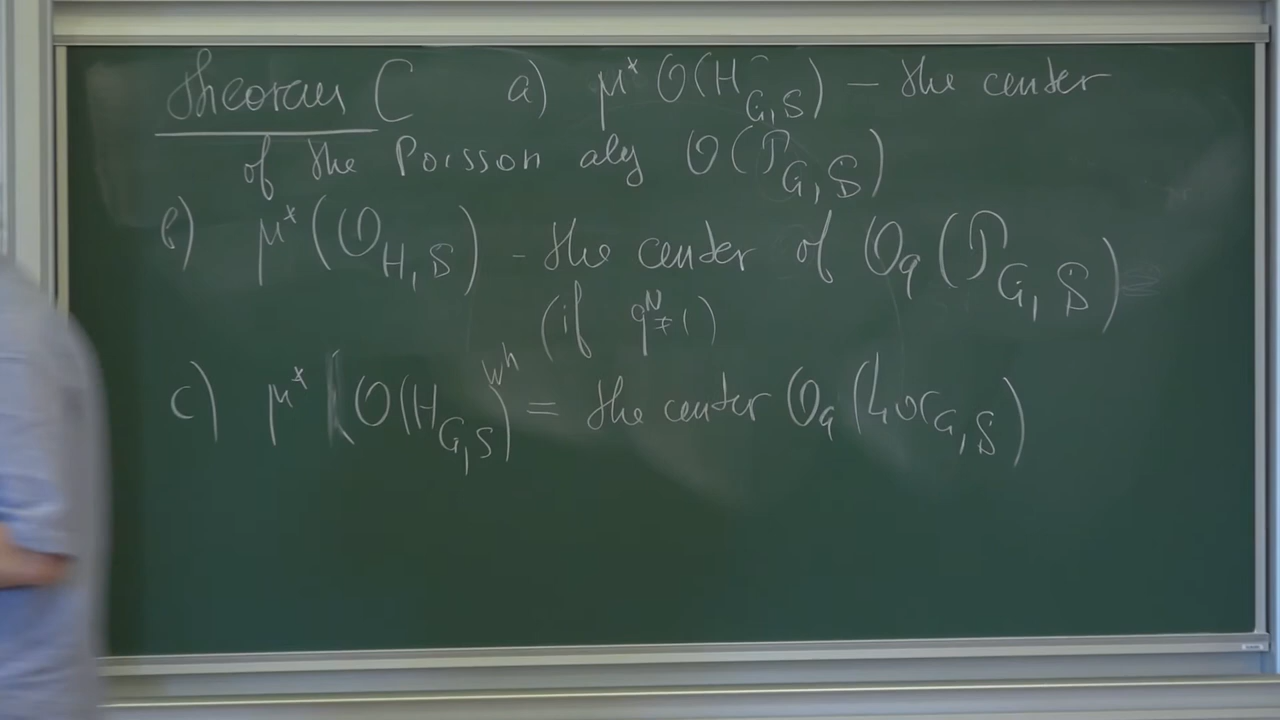 Theorem C a) μ* O(H_{G,S}) – the center
of the Poisson alg O(P_{G,S})
b) μ*(O_{H,S}) - the center of O_q(P_{G,S})
(if q^N ≠ 1)
c) μ* (O(H_{G,S})^{W^n} = the center O_q(Loc_{G,S})